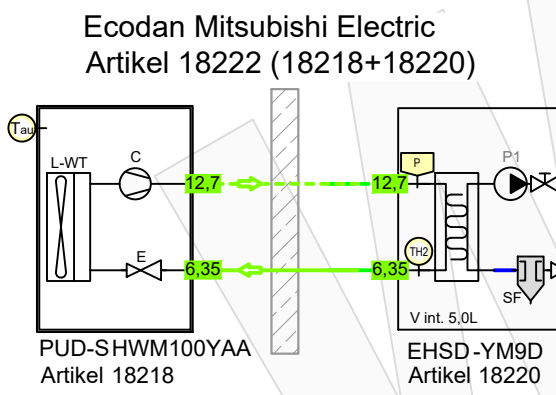 Ecodan Mitsubishi Electric
Artikel 18222 (18218+18220)
Tau
L-WT
C
12,7
12,7
P
P1
E
6,35
6,35
TH2
SF
V int. 5,0L
PUD-SHWM100YAA
Artikel 18218
EHSD-YM9D
Artikel 18220